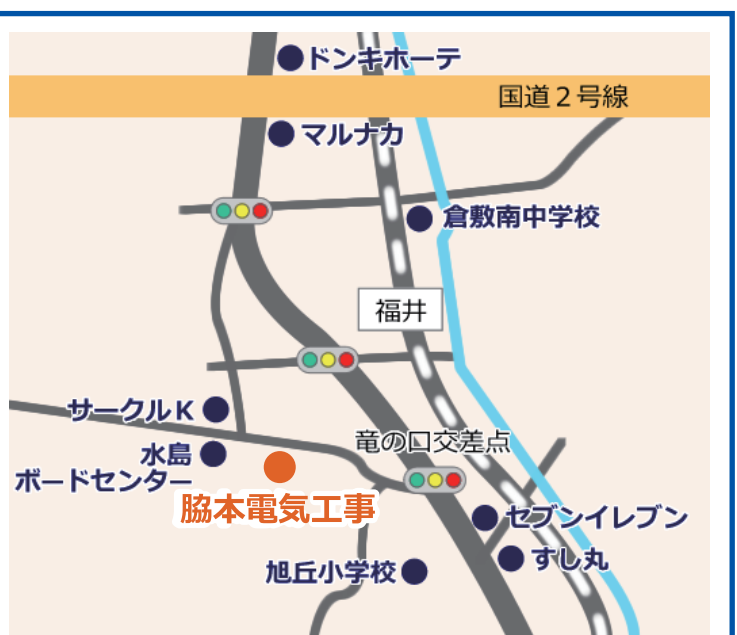 ドンキホーテ
国道２号線
マルナカ
倉敷南中学校
福井
サークルＫ
竜の口交差点
水島
ボードセンター
脇本電気工事
セブンイレブン
すし丸
旭丘小学校